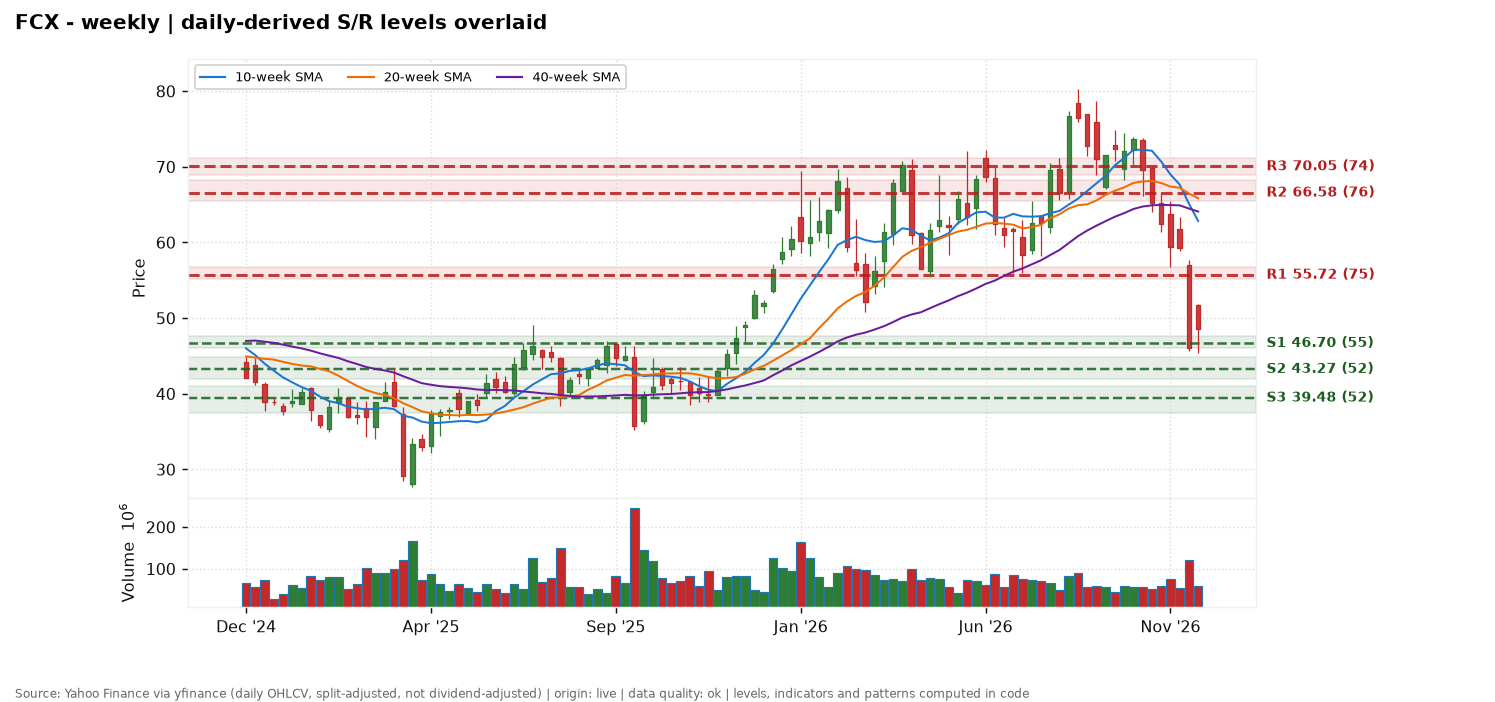 FCX - weekly | daily-derived S/R levels overlaid
10-week SMA 20-week SMA 40-week SMA
Price
80
70
60
50
40
30
R3 70.05 (74)
R2 66.58 (76)
R1 55.72 (75)
S1 46.70 (55)
S2 43.27 (52)
S3 39.48 (52)
Volume 10⁶
200
100
Dec '24 Apr '25 Sep '25 Jan '26 Jun '26 Nov '26
Source: Yahoo Finance via yfinance (daily OHLCV, split-adjusted, not dividend-adjusted) | origin: live | data quality: ok | levels, indicators and patterns computed in code